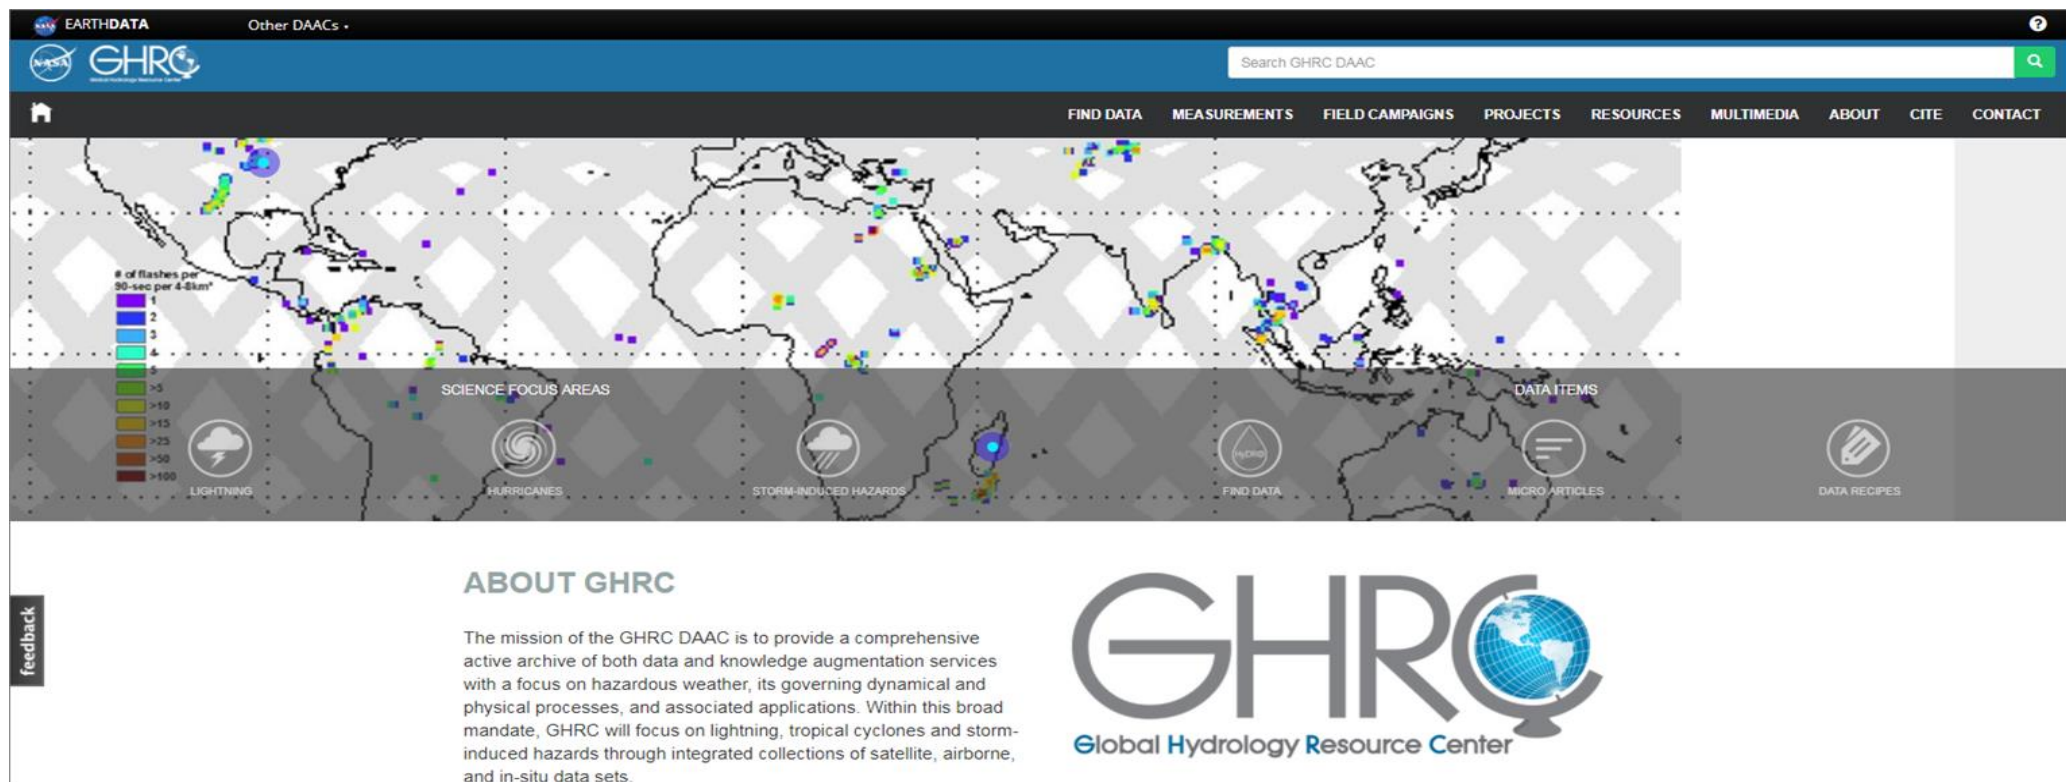 EARTHDATA
Other DAACs
NASA
GHRC
Global Hydrology Resource Center
Search GHRC DAAC
FIND DATA MEASUREMENTS FIELD CAMPAIGNS PROJECTS RESOURCES MULTIMEDIA ABOUT CITE CONTACT
# of flashes per
90-sec per 4-8km²
1
2
3
4
5
>5
>10
>15
>25
>50
>100
SCIENCE FOCUS AREAS
LIGHTNING
HURRICANES
STORM-INDUCED HAZARDS
DATA ITEMS
HyDRO
FIND DATA
MICRO ARTICLES
DATA RECIPES
feedback
ABOUT GHRC
The mission of the GHRC DAAC is to provide a comprehensive
active archive of both data and knowledge augmentation services
with a focus on hazardous weather, its governing dynamical and
physical processes, and associated applications. Within this broad
mandate, GHRC will focus on lightning, tropical cyclones and storm-
induced hazards through integrated collections of satellite, airborne,
and in-situ data sets.
GHRC
Global Hydrology Resource Center